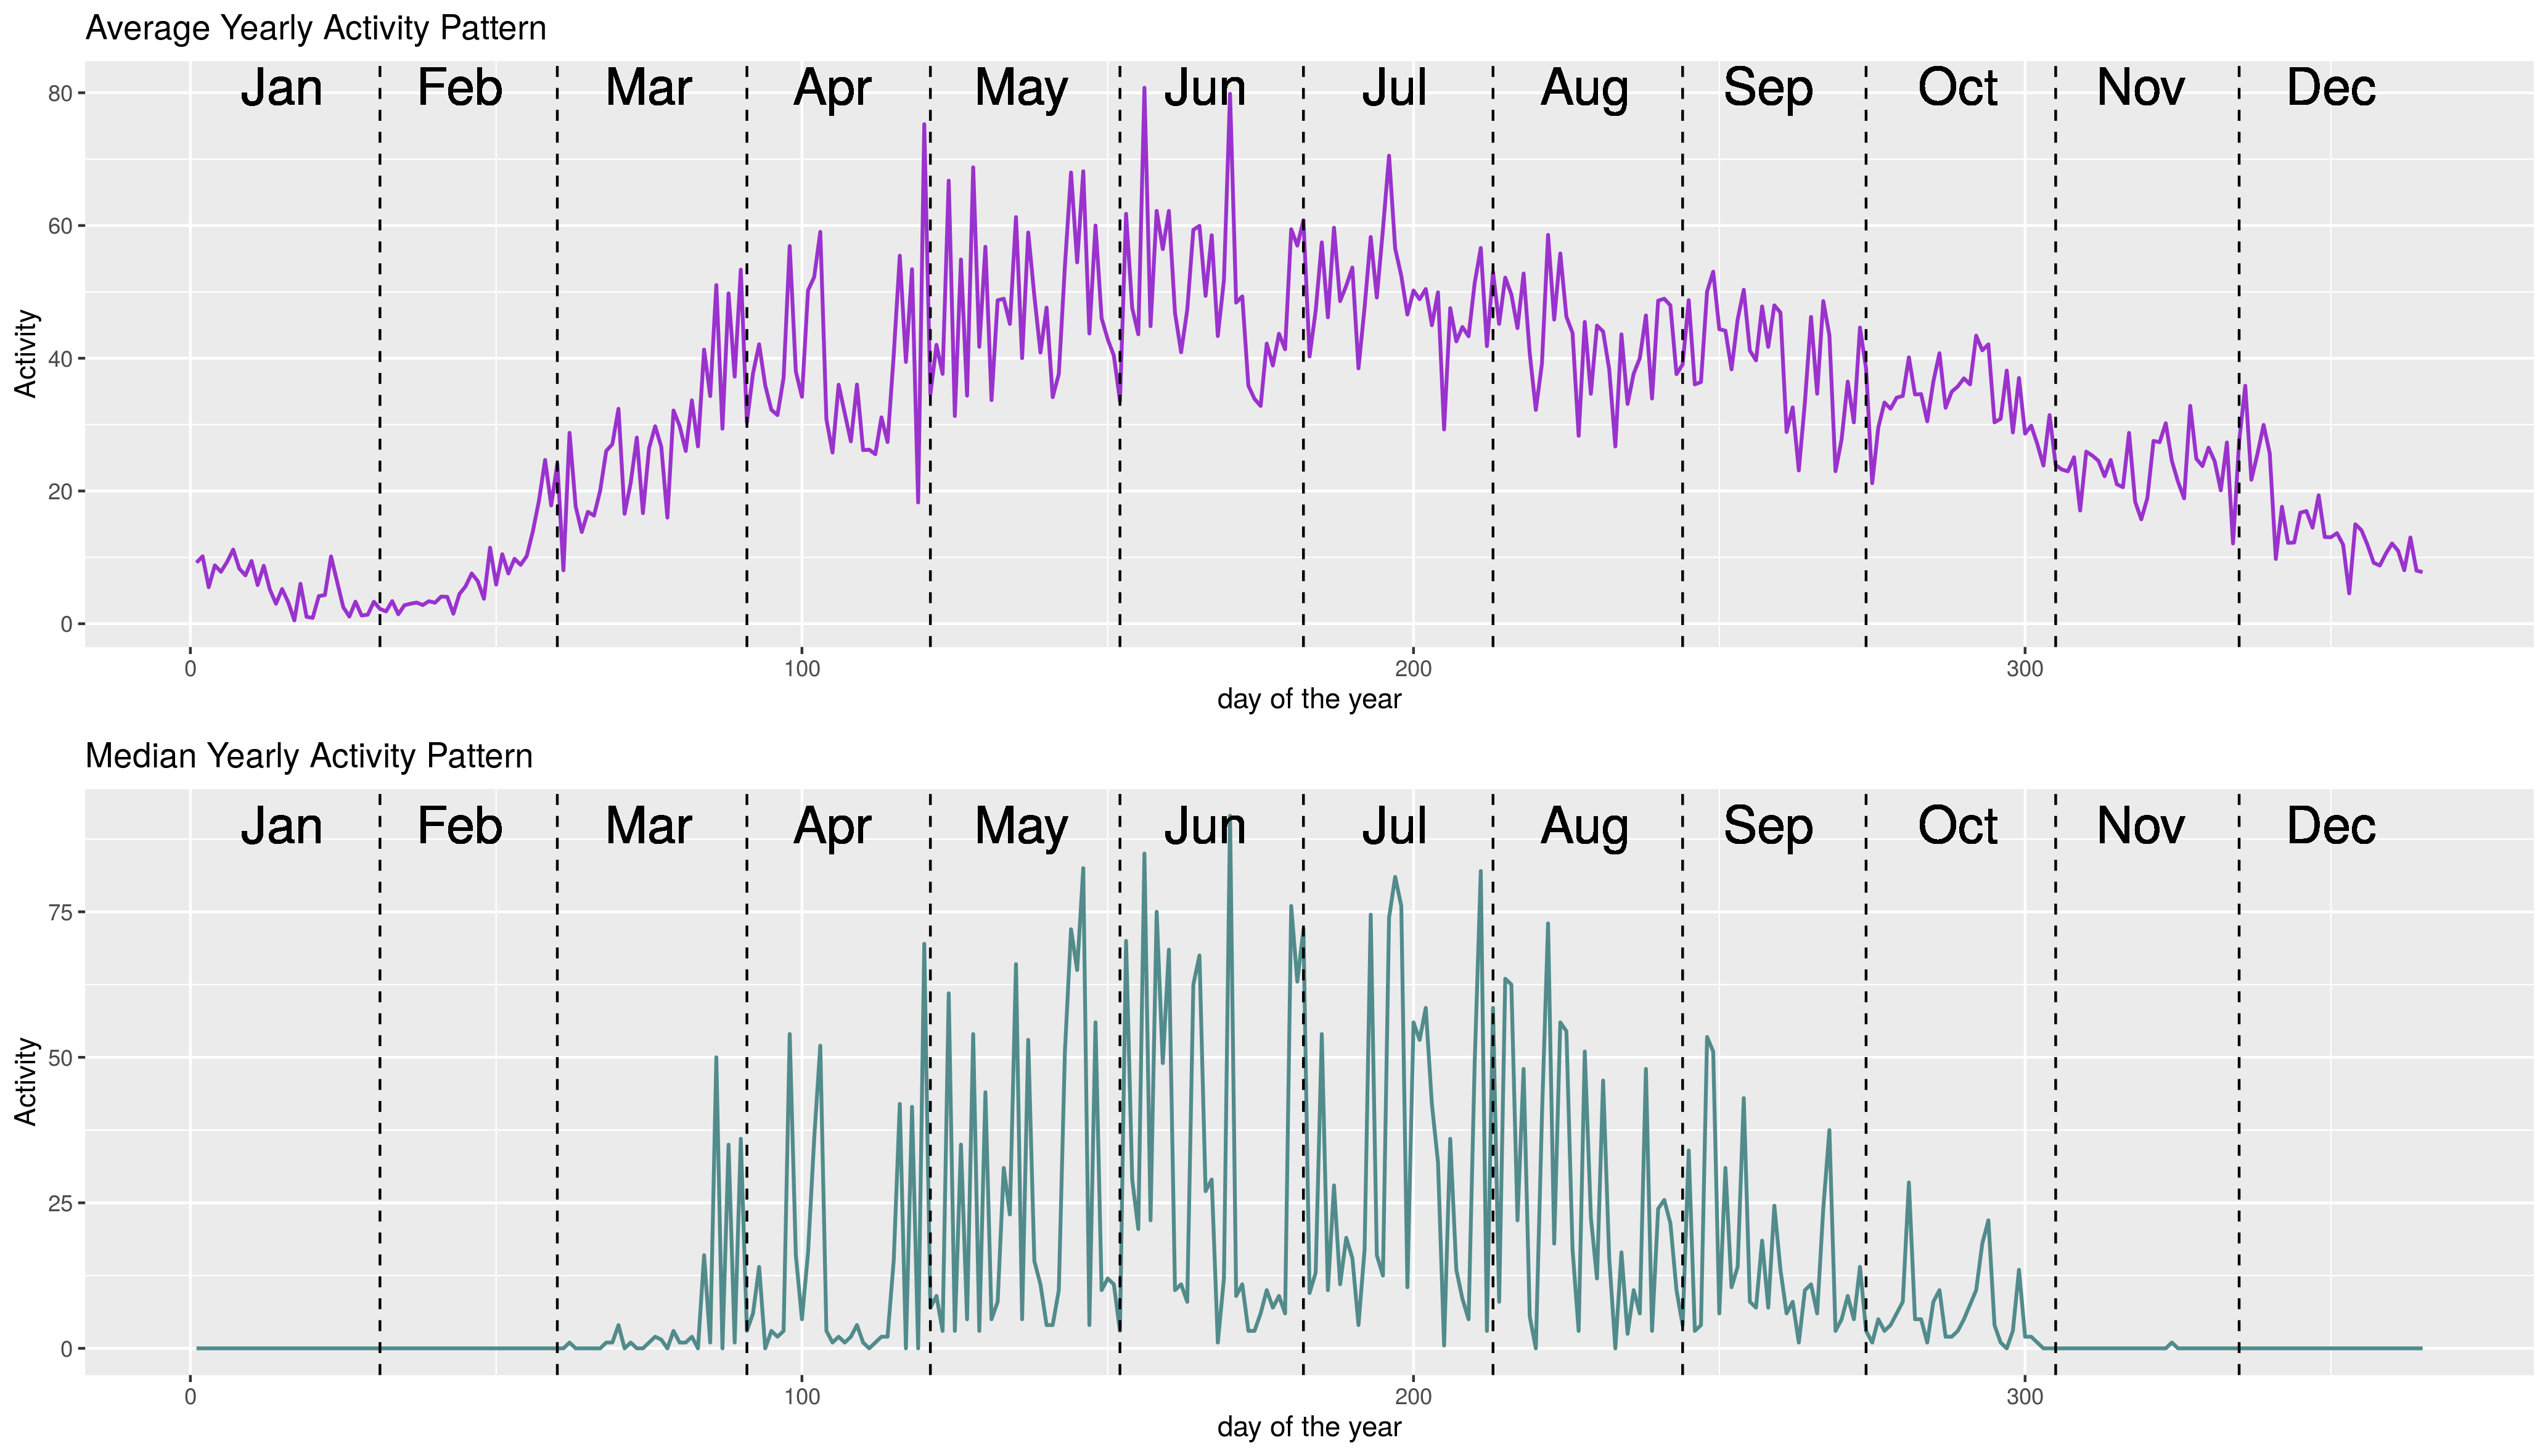 Average Yearly Activity Pattern
Jan Feb Mar Apr May Jun Jul Aug Sep Oct Nov Dec
80
60
40
20
0
Activity
0 100 200 300
day of the year
Median Yearly Activity Pattern
Jan Feb Mar Apr May Jun Jul Aug Sep Oct Nov Dec
75
50
25
0
Activity
0 100 200 300
day of the year